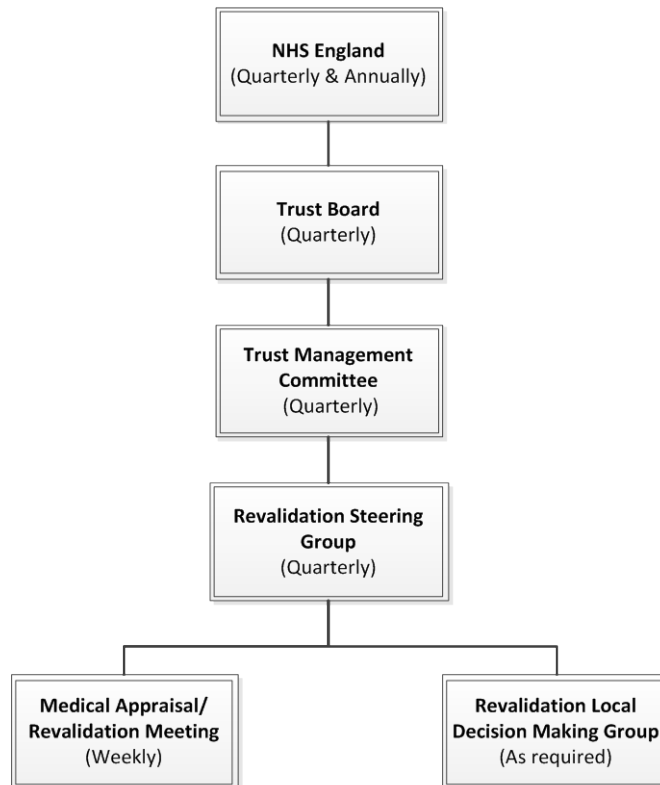 NHS England
(Quarterly & Annually)
Trust Board
(Quarterly)
Trust Management
Committee
(Quarterly)
Revalidation Steering
Group
(Quarterly)
Medical Appraisal/
Revalidation Meeting
(Weekly)
Revalidation Local
Decision Making Group
(As required)